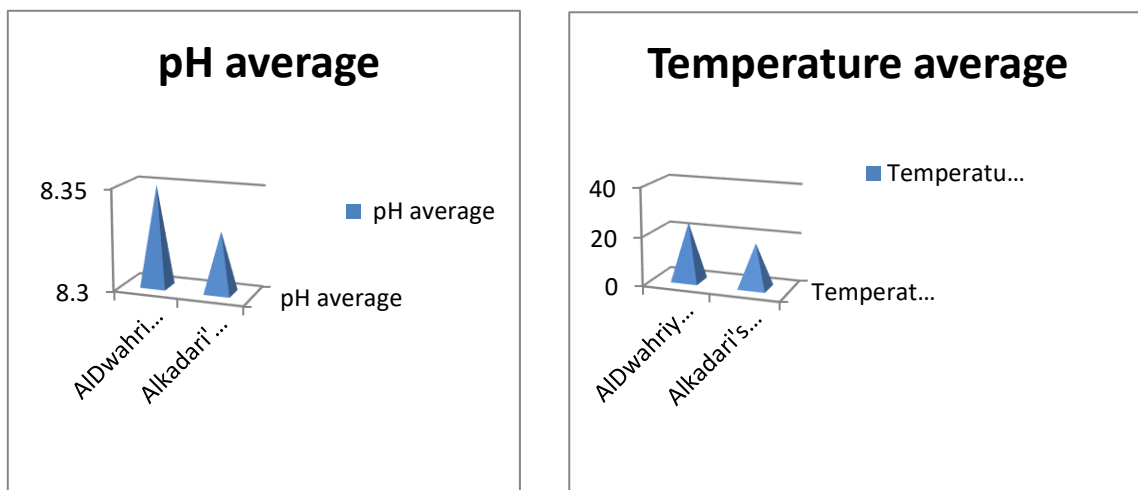 pH average
8.35
8.3
pH average
pH average
AlDwahri...
Alkadari'...
Temperature average
40
20
0
Temperatu...
Temperat...
AlDwahriy...
Alkadari's...